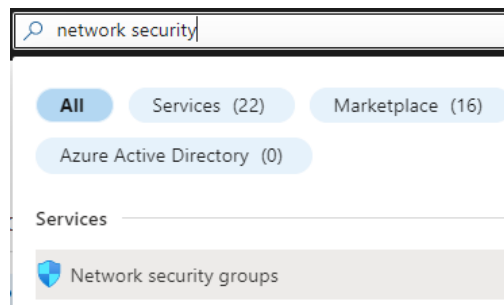 network security
All Services (22) Marketplace (16)
Azure Active Directory (0)
Services
Network security groups